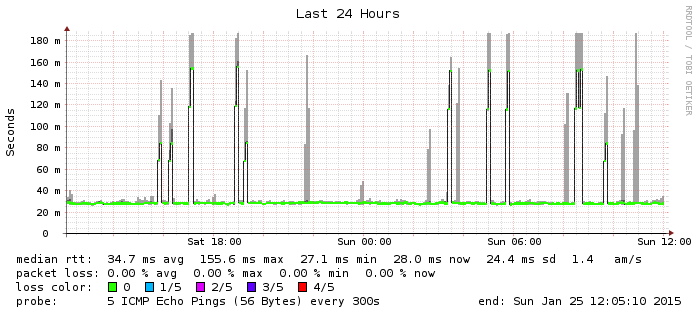 Last 24 Hours
RRDTOOL / TOBI OETIKER
Seconds
180 m
160 m
140 m
120 m
100 m
80 m
60 m
40 m
20 m
0
Sat 18:00 Sun 00:00 Sun 06:00 Sun 12:00
median rtt: 34.7 ms avg 155.6 ms max 27.1 ms min 28.0 ms now 24.4 ms sd 1.4 am/s
packet loss: 0.00 % avg 0.00 % max 0.00 % min 0.00 % now
loss color: 0 1/5 2/5 3/5 4/5
probe: 5 ICMP Echo Pings (56 Bytes) every 300s end: Sun Jan 25 12:05:10 2015